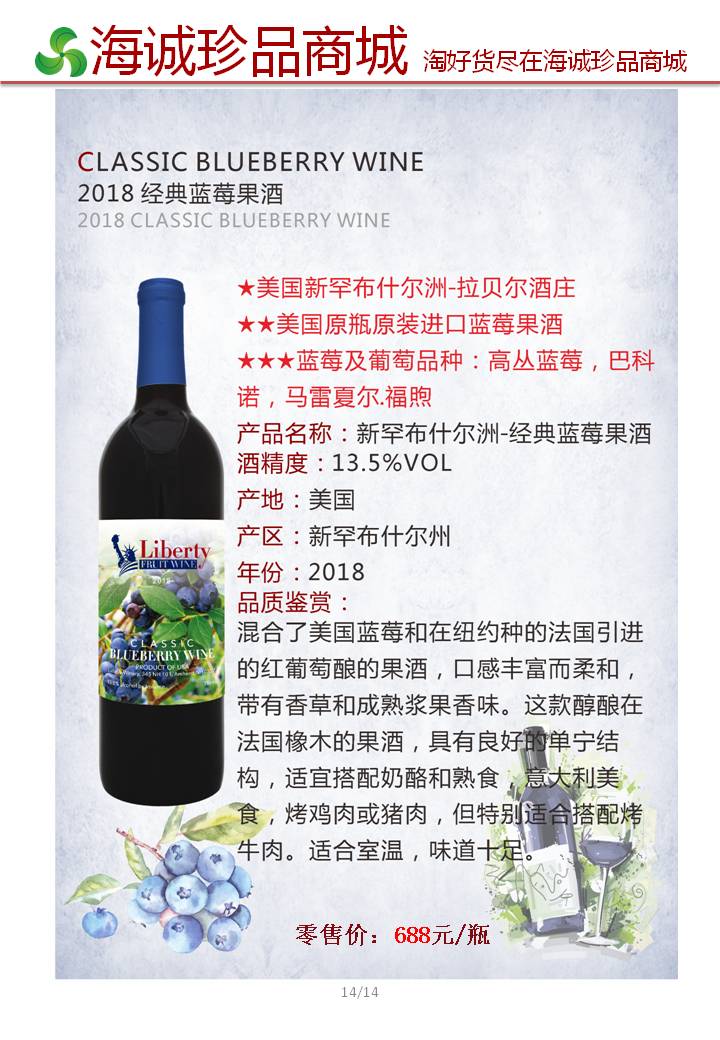 海诚珍品商城 淘好货尽在海诚珍品商城
CLASSIC BLUEBERRY WINE
2018 经典蓝莓果酒
2018 CLASSIC BLUEBERRY WINE
★美国新罕布什尔洲-拉贝尔酒庄
★★美国原瓶原装进口蓝莓果酒
★★★蓝莓及葡萄品种：高丛蓝莓，巴科
诺，马雷夏尔.福煦
产品名称：新罕布什尔洲-经典蓝莓果酒
酒精度：13.5%VOL
产地：美国
产区：新罕布什尔州
年份：2018
品质鉴赏：
混合了美国蓝莓和在纽约种的法国引进
的红葡萄酿的果酒，口感丰富而柔和，
带有香草和成熟浆果香味。这款醇酿在
法国橡木的果酒，具有良好的单宁结
构，适宜搭配奶酪和熟食，意大利美
食，烤鸡肉或猪肉，但特别适合搭配烤
牛肉。适合室温，味道十足。
Liberty
FRUIT WINE
2018
CLASSIC
BLUEBERRY WINE
PRODUCT OF USA
零售价：688元/瓶
14/14